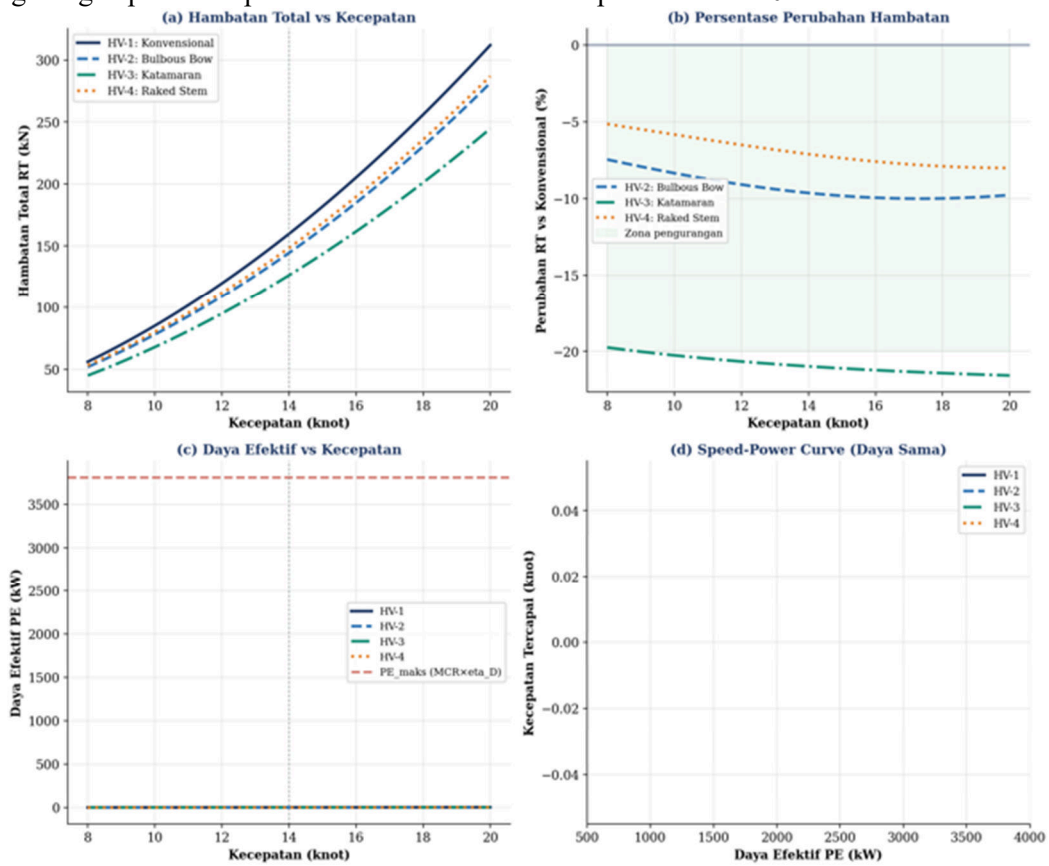 (a) Hambatan Total vs Kecepatan
HV-1: Konvensional
HV-2: Bulbous Bow
HV-3: Katamaran
HV-4: Raked Stem
Hambatan Total RT (kN)
300
250
200
150
100
50
8 10 12 14 16 18 20
Kecepatan (knot)
(b) Persentase Perubahan Hambatan
Perubahan RT vs Konvensional (%)
0
−5
−10
−15
−20
HV-2: Bulbous Bow
HV-3: Katamaran
HV-4: Raked Stem
Zona pengurangan
8 10 12 14 16 18 20
Kecepatan (knot)
(c) Daya Efektif vs Kecepatan
Daya Efektif PE (kW)
3500
3000
2500
2000
1500
1000
500
0
HV-1
HV-2
HV-3
HV-4
PE_maks (MCR×eta_D)
8 10 12 14 16 18 20
Kecepatan (knot)
(d) Speed-Power Curve (Daya Sama)
HV-1
HV-2
HV-3
HV-4
Kecepatan Tercapai (knot)
0.04
0.02
0.00
−0.02
−0.04
500 1000 1500 2000 2500 3000 3500 4000
Daya Efektif PE (kW)